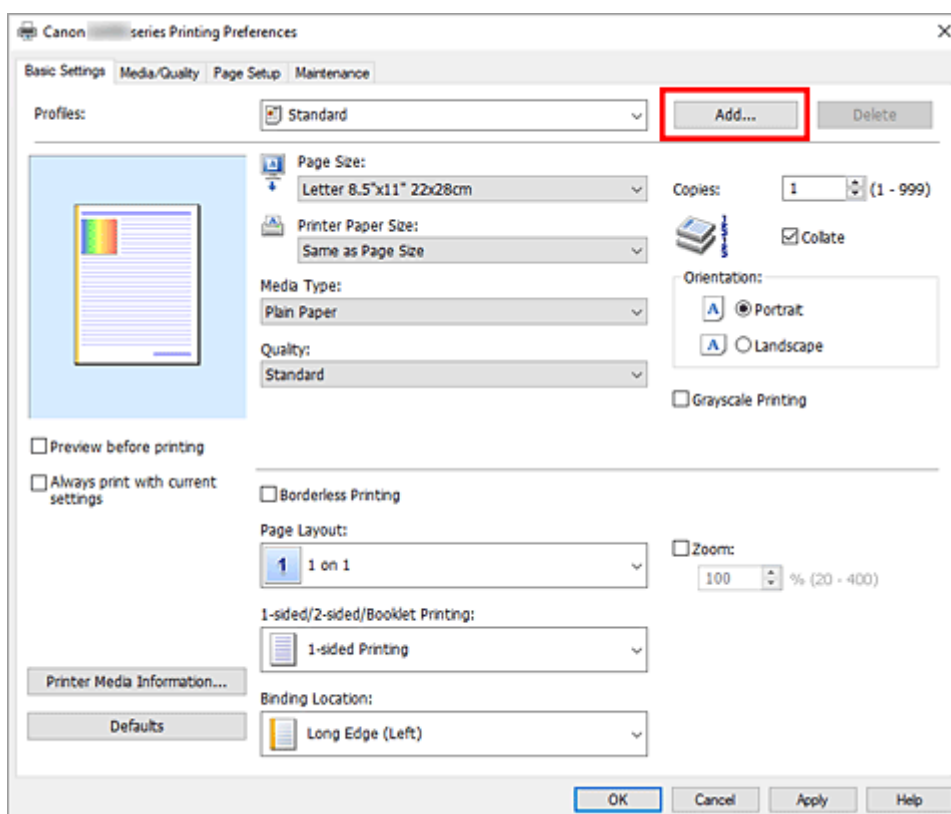 Canon series Printing Preferences
Basic Settings Media/Quality Page Setup Maintenance
Profiles: Standard Add... Delete
Page Size:
Letter 8.5"x11" 22x28cm
Copies: 1 (1 - 999)
Printer Paper Size:
Same as Page Size
Collate
Media Type:
Plain Paper
Orientation:
Portrait
Landscape
Quality:
Standard
Grayscale Printing
Preview before printing
Always print with current
settings
Borderless Printing
Page Layout:
1 on 1
Zoom:
100 % (20 - 400)
1-sided/2-sided/Booklet Printing:
1-sided Printing
Printer Media Information...
Defaults
Binding Location:
Long Edge (Left)
OK Cancel Apply Help